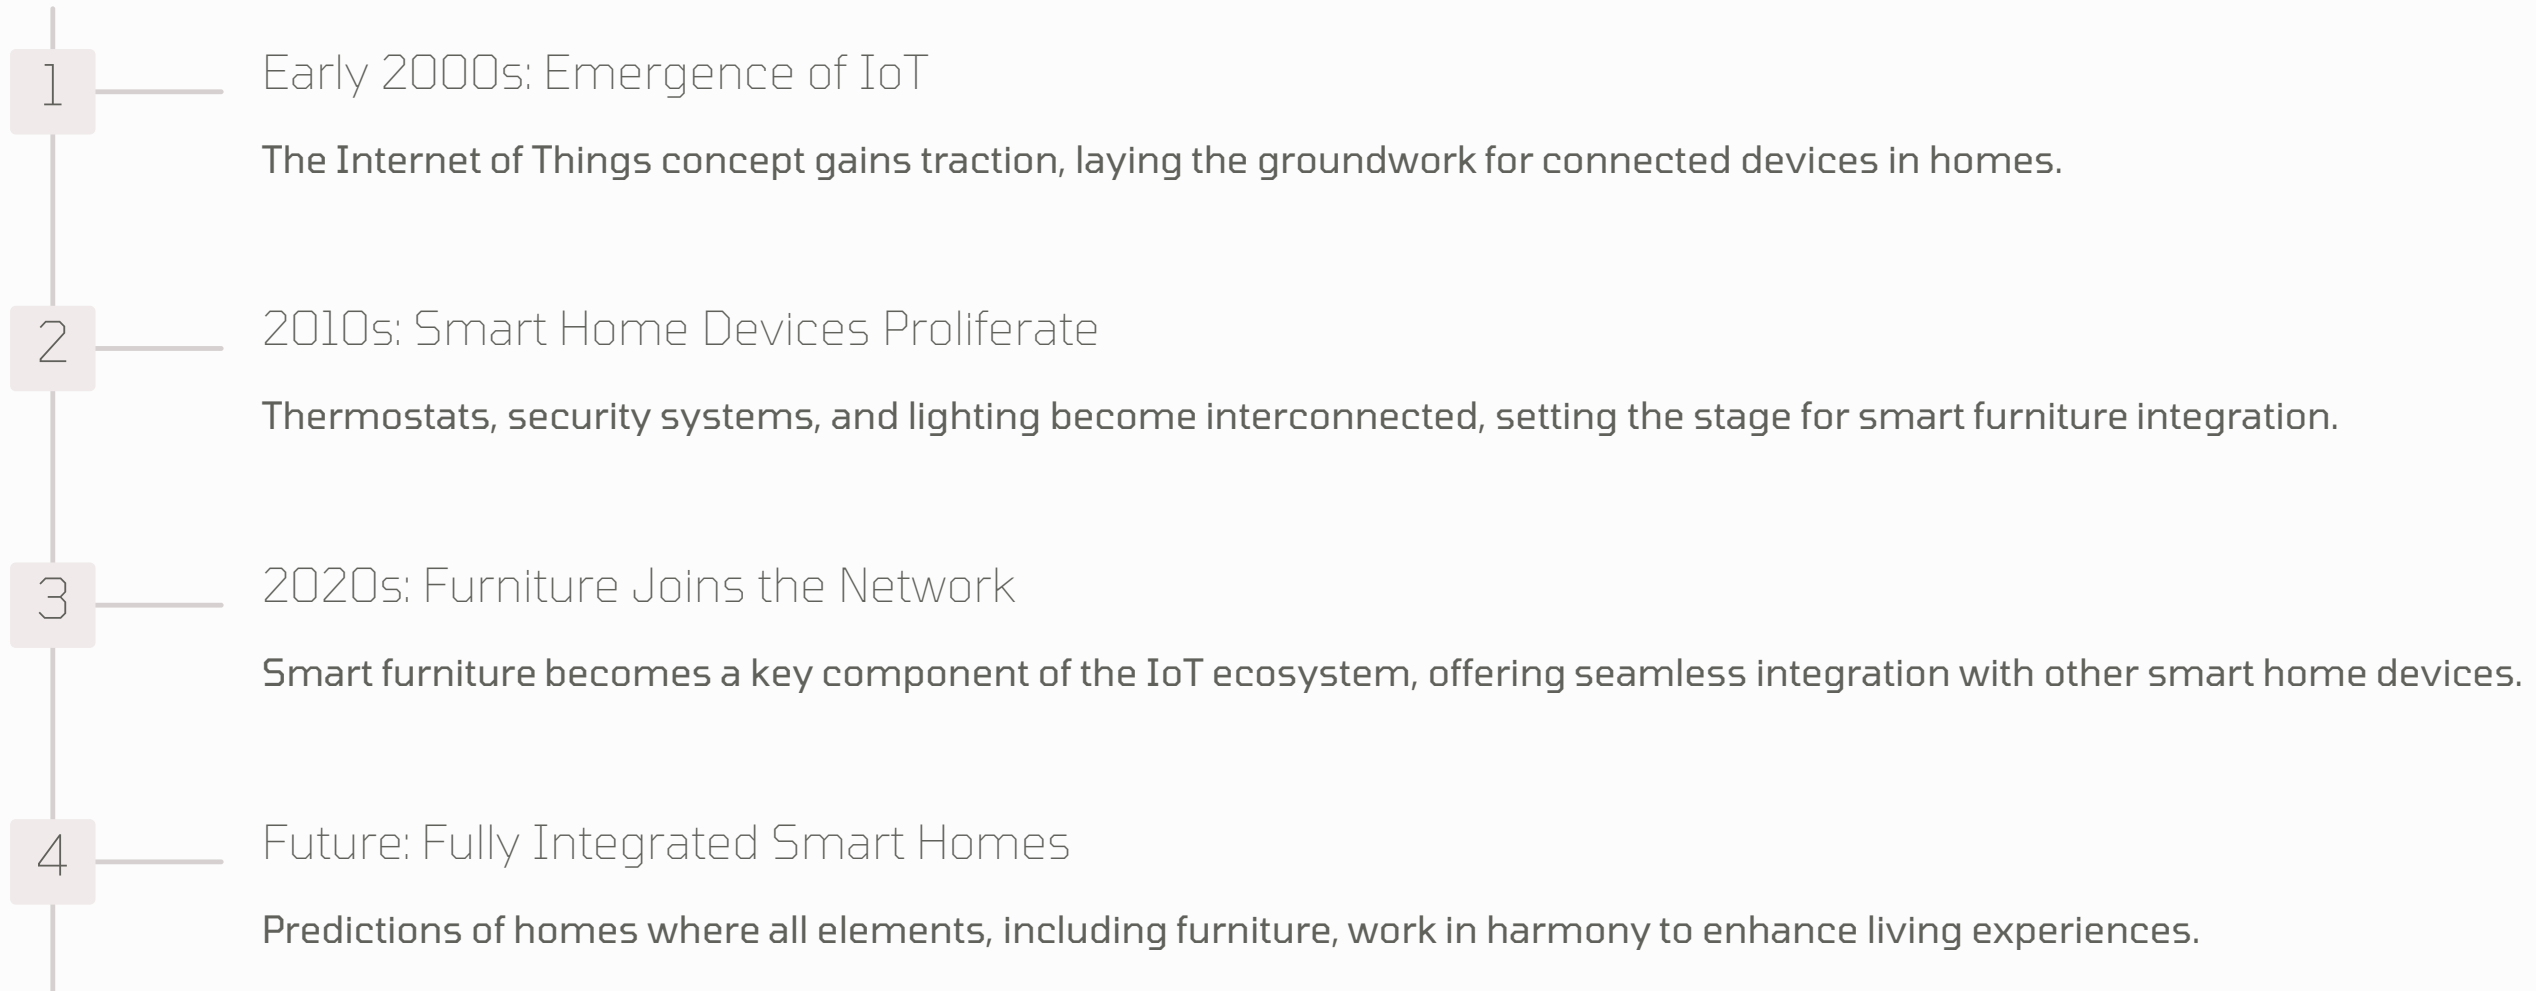 1
Early 2000s: Emergence of IoT
The Internet of Things concept gains traction, laying the groundwork for connected devices in homes.
2
2010s: Smart Home Devices Proliferate
Thermostats, security systems, and lighting become interconnected, setting the stage for smart furniture integration.
3
2020s: Furniture Joins the Network
Smart furniture becomes a key component of the IoT ecosystem, offering seamless integration with other smart home devices.
4
Future: Fully Integrated Smart Homes
Predictions of homes where all elements, including furniture, work in harmony to enhance living experiences.